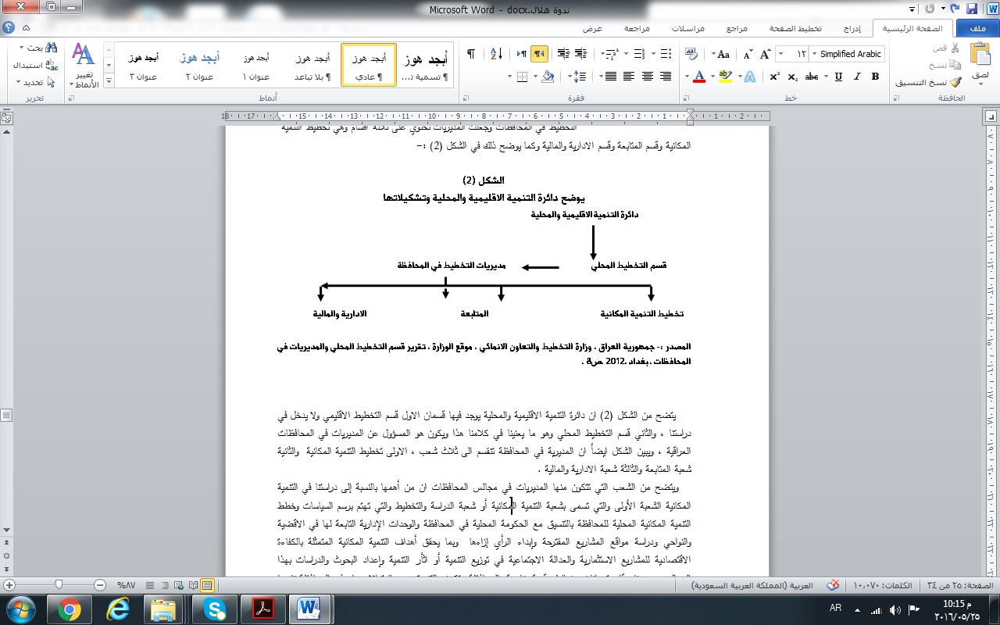 ندوة هلال.docx - Microsoft Word
ملف
الصفحة الرئيسية
إدراج
تخطيط الصفحة
مراجع
مراسلات
مراجعة
عرض
لصق
قص
نسخ
نسخ التنسيق
الحافظة
Simplified Arabic
١٢
خط
فقرة
أبجد هوز
¶ تسمية ت...
أبجد هوز
¶ عادي
أبجد هوز
¶ بلا تباعد
أبجد هوز
عنوان ١
أبجد هوز
عنوان ٢
أبجد هوز
عنوان ٣
تغيير الأنماط
أنماط
بحث
استبدال
تحديد
تحرير
التخطيط في المحافظات وجعلت المديريات تحتوي على ثلاثة اقسام وهي تخطيط التنمية
المكانية وقسم المتابعة وقسم الادارية والمالية وكما يوضح ذلك في الشكل (2) :-
الشكل (2)
يوضح دائرة التنمية الاقليمية والمحلية وتشكيلاتها
دائرة التنمية الاقليمية والمحلية
قسم التخطيط المحلي
مديريات التخطيط في المحافظة
تخطيط التنمية المكانية
المتابعة
الادارية والمالية
المصدر :- جمهورية العراق ، وزارة التخطيط والتعاون الانمائي ، موقع الوزارة ، تقرير قسم التخطيط المحلي والمديريات في
المحافظات ، بغداد ،2012 ص8 .
يتضح من الشكل (2) ان دائرة التنمية الاقليمية والمحلية يوجد فيها قسمان الاول قسم التخطيط الاقليمي ولا يدخل في
دراستنا ، والثاني قسم التخطيط المحلي وهو ما يعنينا في كلامنا هذا ويكون هو المسؤول عن المديريات في المحافظات
العراقية ، ويبين الشكل ايضاً ان المديرية في المحافظة تنقسم الى ثلاث شعب ، الاولى تخطيط التنمية المكانية والثانية
شعبة المتابعة والثالثة شعبة الادارية والمالية .
ويتضح من الشعب التي تتكون منها المديريات في مجالس المحافظات ان من أهمها بالنسبة إلى دراستنا في التنمية
المكانية الشعبة الأولى والتي تسمى بشعبة التنمية المكانية أو شعبة الدراسة والتخطيط والتي تهتم برسم السياسات وخطط
التنمية المكانية المحلية للمحافظة بالتنسيق مع الحكومة المحلية في المحافظة والوحدات الإدارية التابعة لها في الاقضية
والنواحي ودراسة مواقع المشاريع المقترحة وإبداء الرأي إزاءها وبما يحقق أهداف التنمية المكانية المتمثلة بالكفاءة
الاقتصادية للمشاريع الاستثمارية والعدالة الاجتماعية في توزيع التنمية أو اثأر التنمية وإعداد البحوث والدراسات بهذا
الصفحة: ٢٥ من ٣٤
الكلمات: ١٠,٠٧٠
العربية (المملكة العربية السعودية)
٨٧%
AR
10:15 م
٢٠١٦/٠٥/٢٥